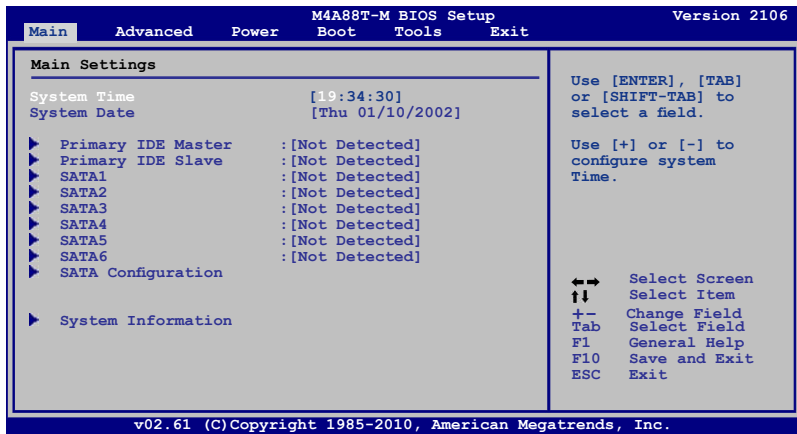 M4A88T-M BIOS Setup Version 2106
Main Advanced Power Boot Tools Exit
Main Settings
System Time [19:34:30]
System Date [Thu 01/10/2002]
Primary IDE Master :[Not Detected]
Primary IDE Slave :[Not Detected]
SATA1 :[Not Detected]
SATA2 :[Not Detected]
SATA3 :[Not Detected]
SATA4 :[Not Detected]
SATA5 :[Not Detected]
SATA6 :[Not Detected]
SATA Configuration
System Information
Use [ENTER], [TAB]
or [SHIFT-TAB] to
select a field.
Use [+] or [-] to
configure system
Time.
←→ Select Screen
↑↓ Select Item
+- Change Field
Tab Select Field
F1 General Help
F10 Save and Exit
ESC Exit
v02.61 (C)Copyright 1985-2010, American Megatrends, Inc.